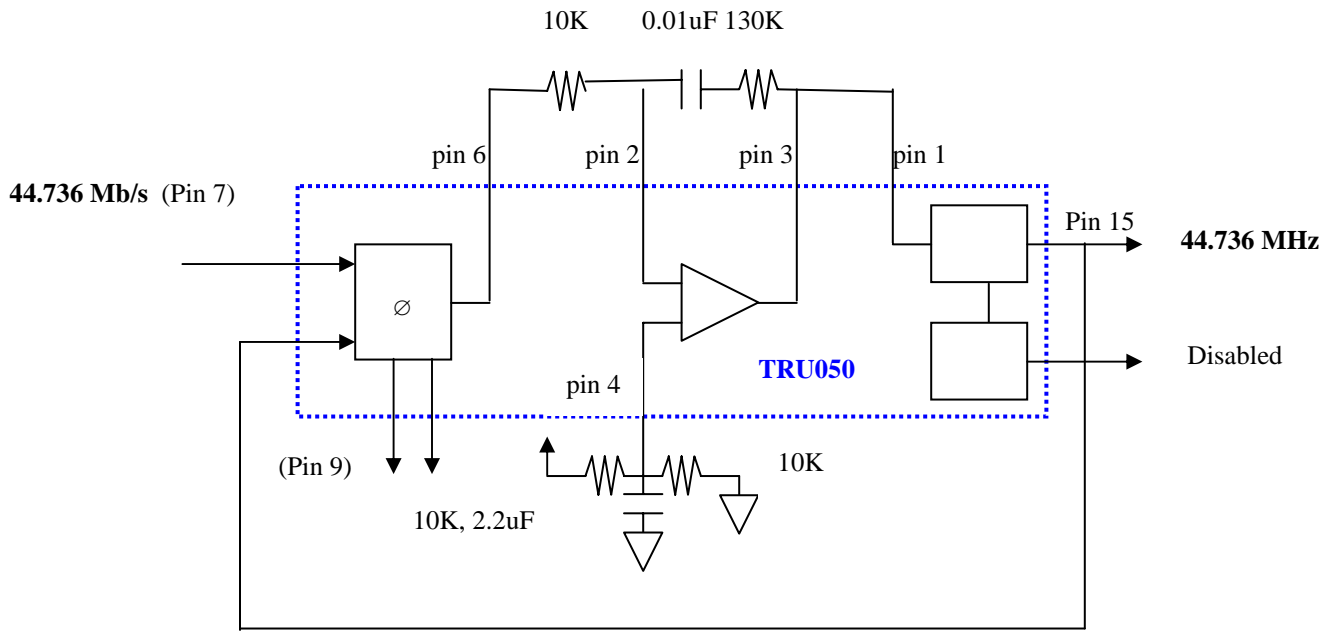 10K 0.01uF 130K
pin 6 pin 2 pin 3 pin 1
44.736 Mb/s (Pin 7)
Pin 15
44.736 MHz
∅
TRU050
Disabled
pin 4
(Pin 9)
10K
10K, 2.2uF